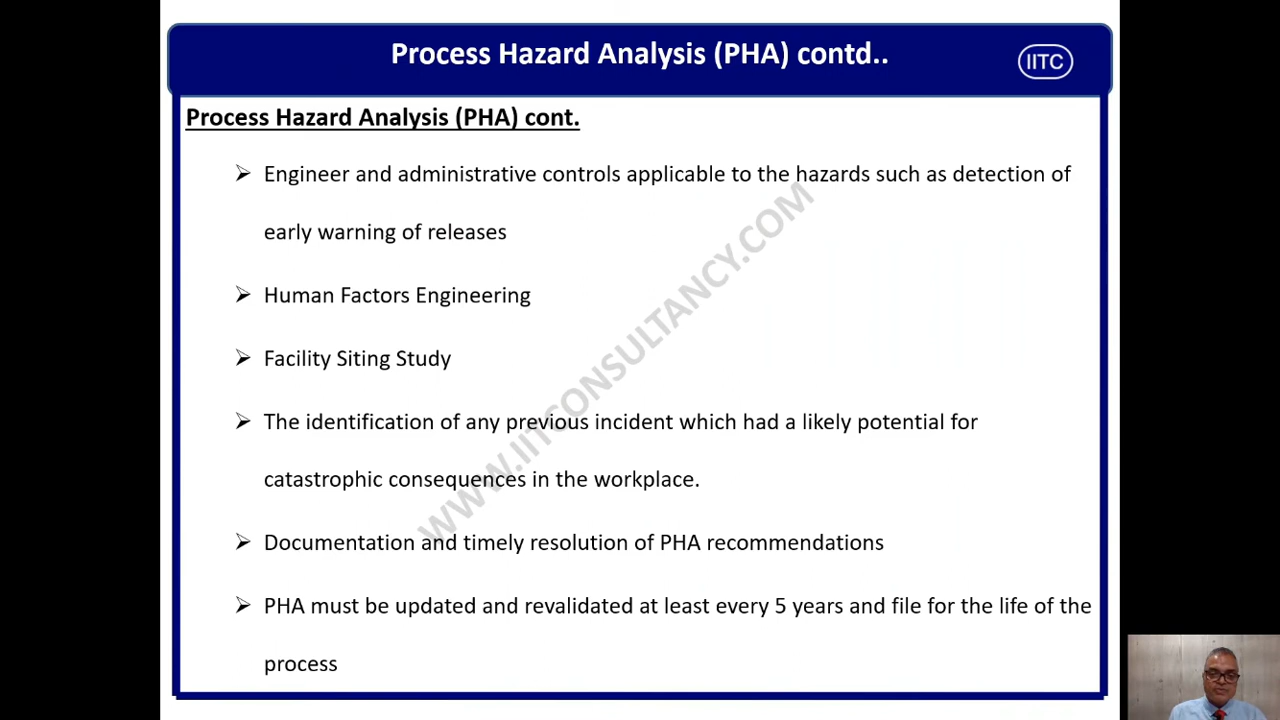 Process Hazard Analysis (PHA) contd..
IITC
Process Hazard Analysis (PHA) cont.
Engineer and administrative controls applicable to the hazards such as detection of
early warning of releases
Human Factors Engineering
Facility Siting Study
The identification of any previous incident which had a likely potential for
catastrophic consequences in the workplace.
Documentation and timely resolution of PHA recommendations
PHA must be updated and revalidated at least every 5 years and file for the life of the
process
WWW.IITCONSULTANCY.COM